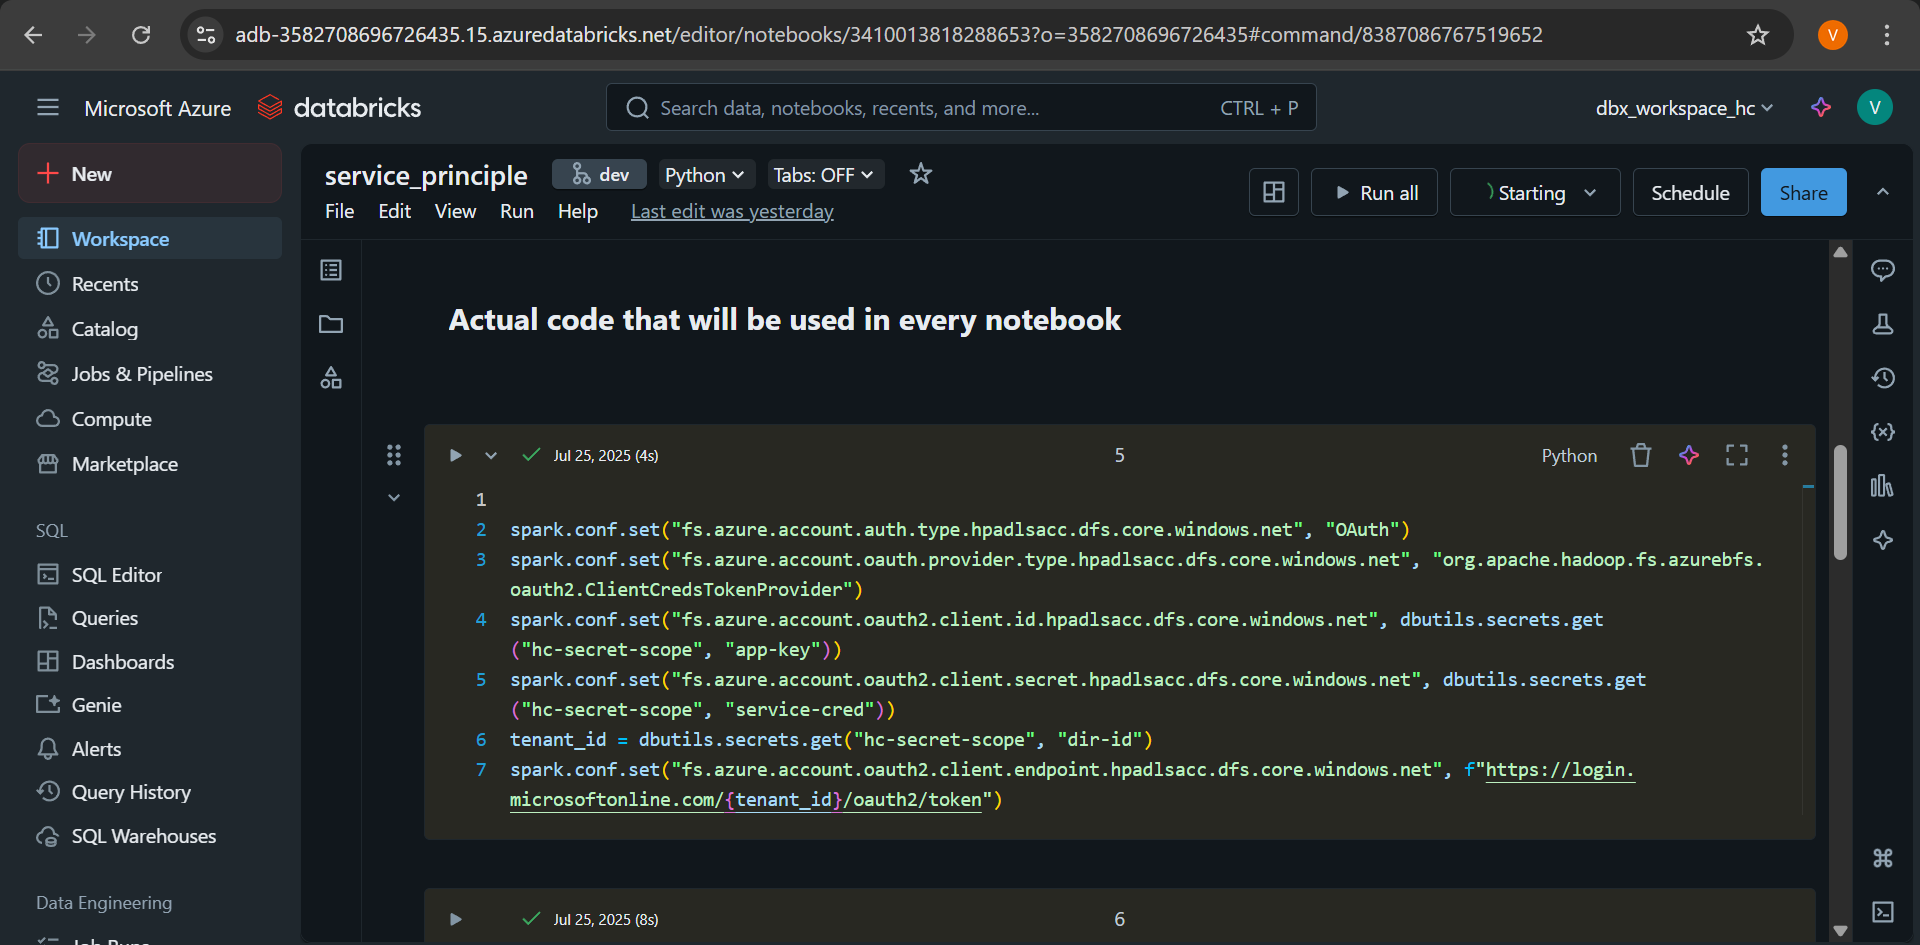 adb-3582708696726435.15.azuredatabricks.net/editor/notebooks/341001381828865​3?o=3582708696726435#command/8387086767519652
V
Microsoft Azure databricks
Search data, notebooks, recents, and more... CTRL + P
dbx_workspace_hc
V
New
Workspace
Recents
Catalog
Jobs & Pipelines
Compute
Marketplace
SQL
SQL Editor
Queries
Dashboards
Genie
Alerts
Query History
SQL Warehouses
Data Engineering
Job Runs
service_principle dev Python Tabs: OFF
File Edit View Run Help Last edit was yesterday
Run all Starting Schedule Share
Actual code that will be used in every notebook
Jul 25, 2025 (4s) 5 Python
1
2 spark.conf.set("fs.azure.account.auth.type.hpadlsacc.dfs.core.windows.net", "OAuth")
3 spark.conf.set("fs.azure.account.oauth.provider.type.hpadlsacc.dfs.core.windows.net", "org.apache.hadoop.fs.azurebfs.
oauth2.ClientCredsTokenProvider")
4 spark.conf.set("fs.azure.account.oauth2.client.id.hpadlsacc.dfs.core.windows.net", dbutils.secrets.get
("hc-secret-scope", "app-key"))
5 spark.conf.set("fs.azure.account.oauth2.client.secret.hpadlsacc.dfs.core.windows.net", dbutils.secrets.get
("hc-secret-scope", "service-cred"))
6 tenant_id = dbutils.secrets.get("hc-secret-scope", "dir-id")
7 spark.conf.set("fs.azure.account.oauth2.client.endpoint.hpadlsacc.dfs.core.windows.net", f"https://login.
microsoftonline.com/{tenant_id}/oauth2/token")
Jul 25, 2025 (8s) 6